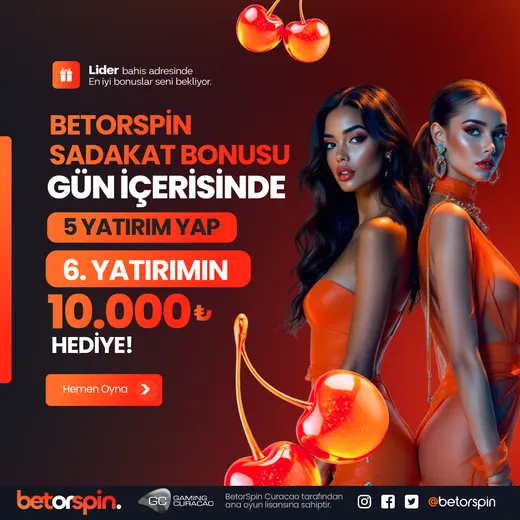 Lider bahis adresinde
En iyi bonuslar seni bekliyor.
BETORSPİN
SADAKAT BONUSU
GÜN İÇERİSİNDE
5 YATIRIM YAP
6. YATIRIMIN
10.000₺
HEDİYE!
Hemen Oyna
betorspin.
GC GAMING CURACAO
BetorSpin Curacao tarafından
ana oyun lisansına sahiptir.
@betorspin